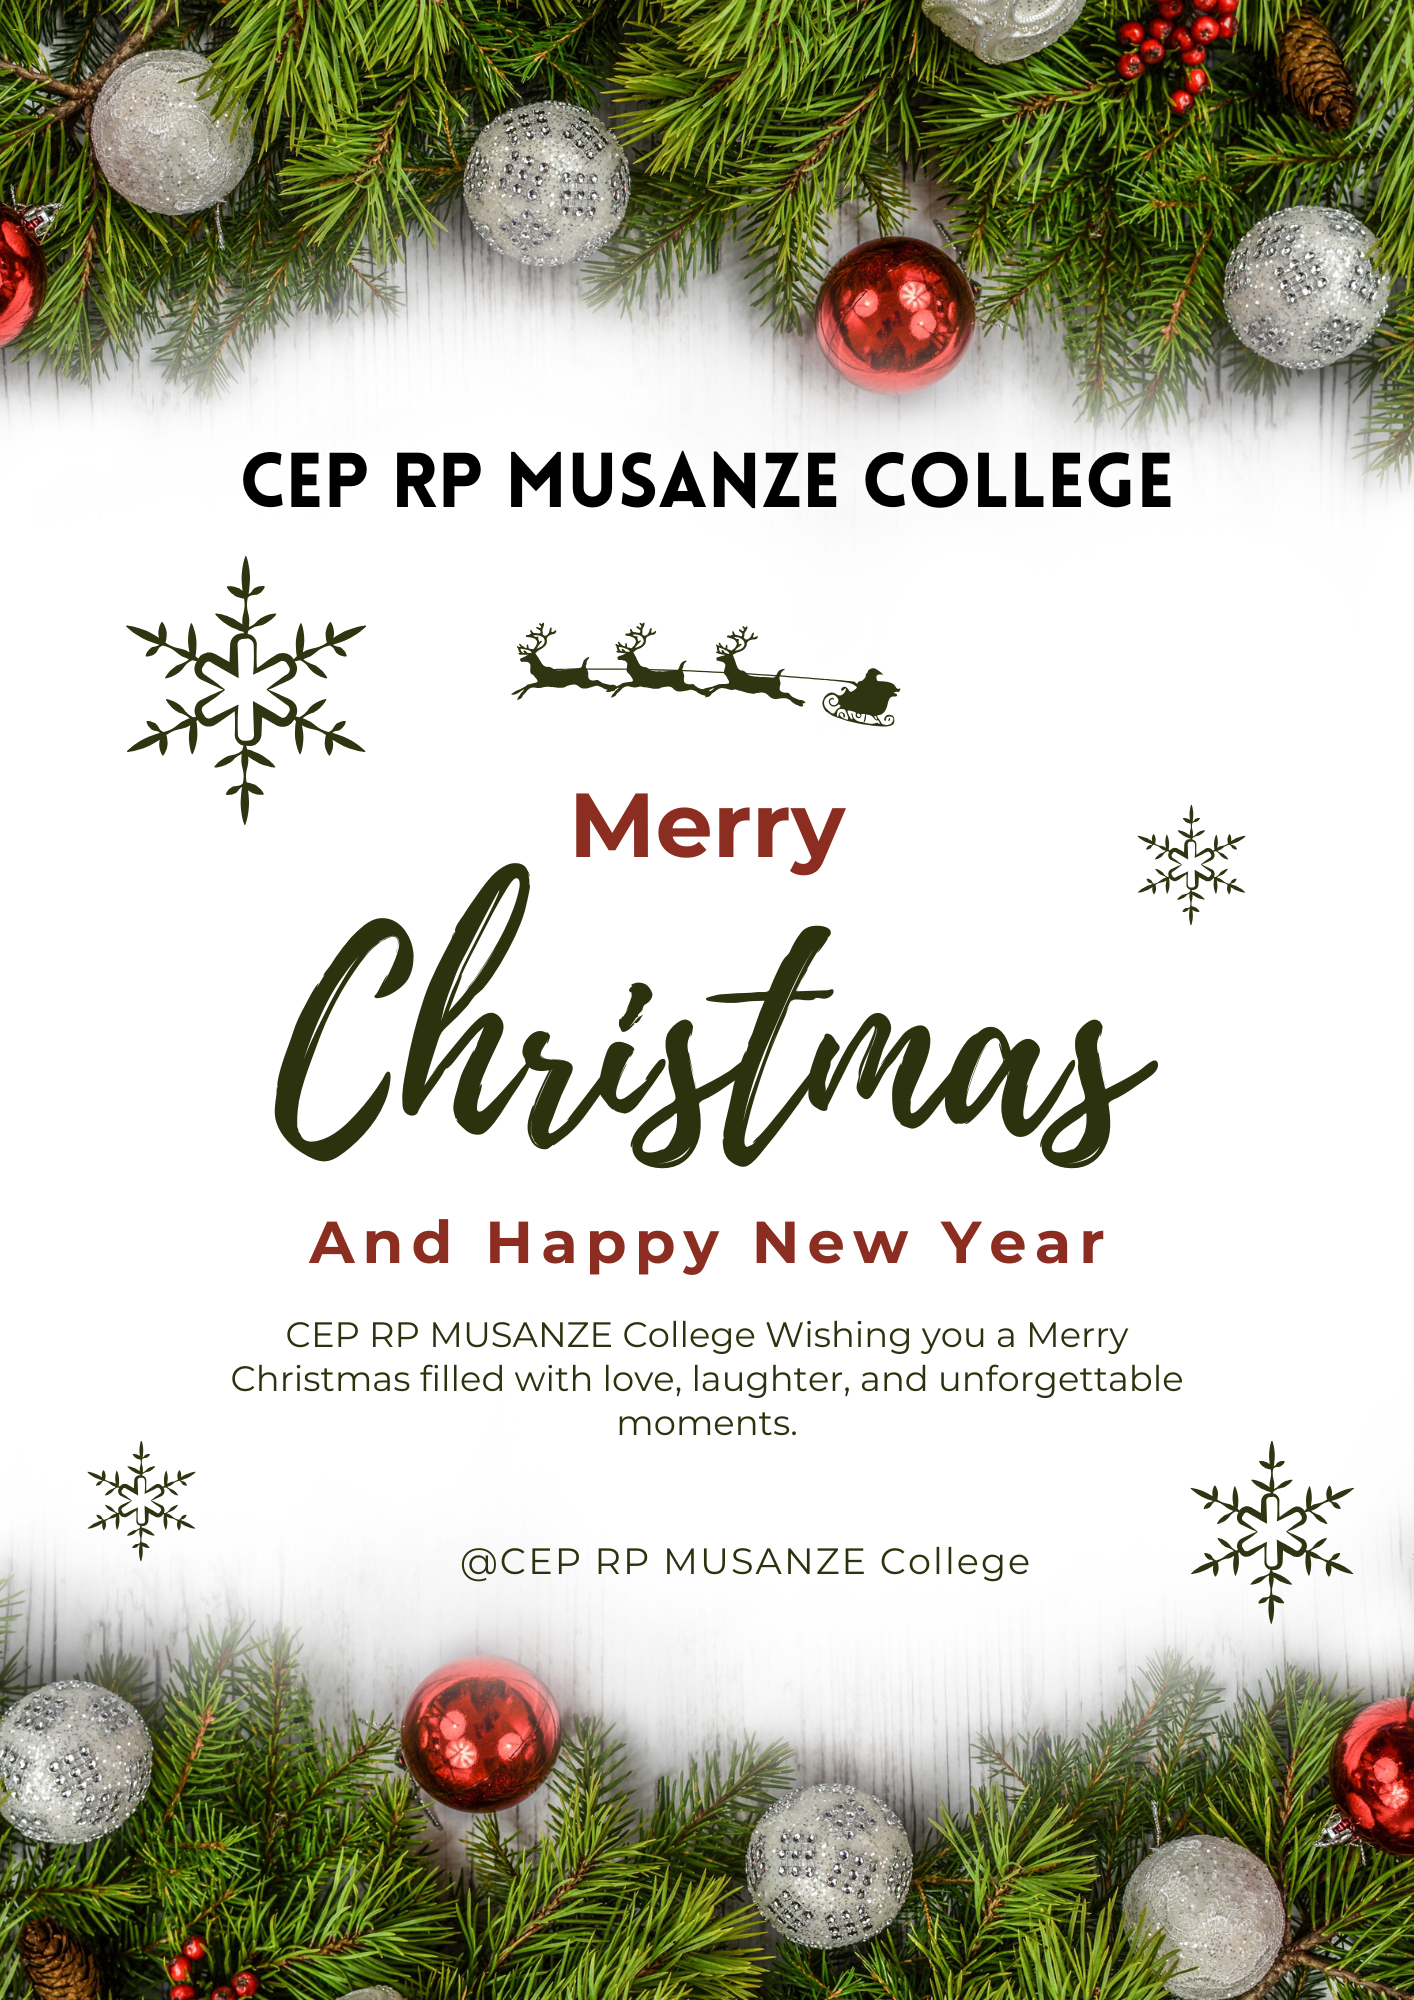 CEP RP MUSANZE COLLEGE
Merry
Christmas
And Happy New Year
CEP RP MUSANZE College Wishing you a Merry
Christmas filled with love, laughter, and unforgettable
moments.
@CEP RP MUSANZE College